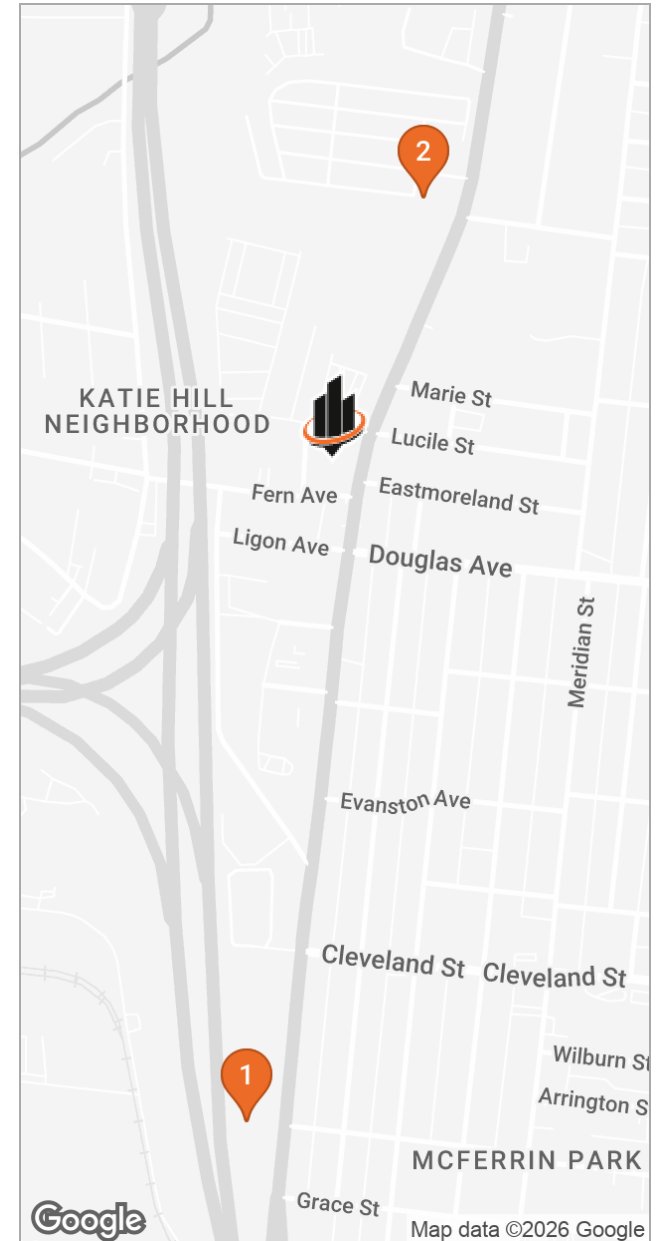 2
Marie St
KATIE HILL
NEIGHBORHOOD
Lucile St
Eastmoreland St
Fern Ave
Ligon Ave
Douglas Ave
Meridian St
Evanston Ave
Cleveland St
Cleveland St
Wilburn St
1
Arrington S
MCFERRIN PARK
Grace St
Google
Map data ©2026 Google